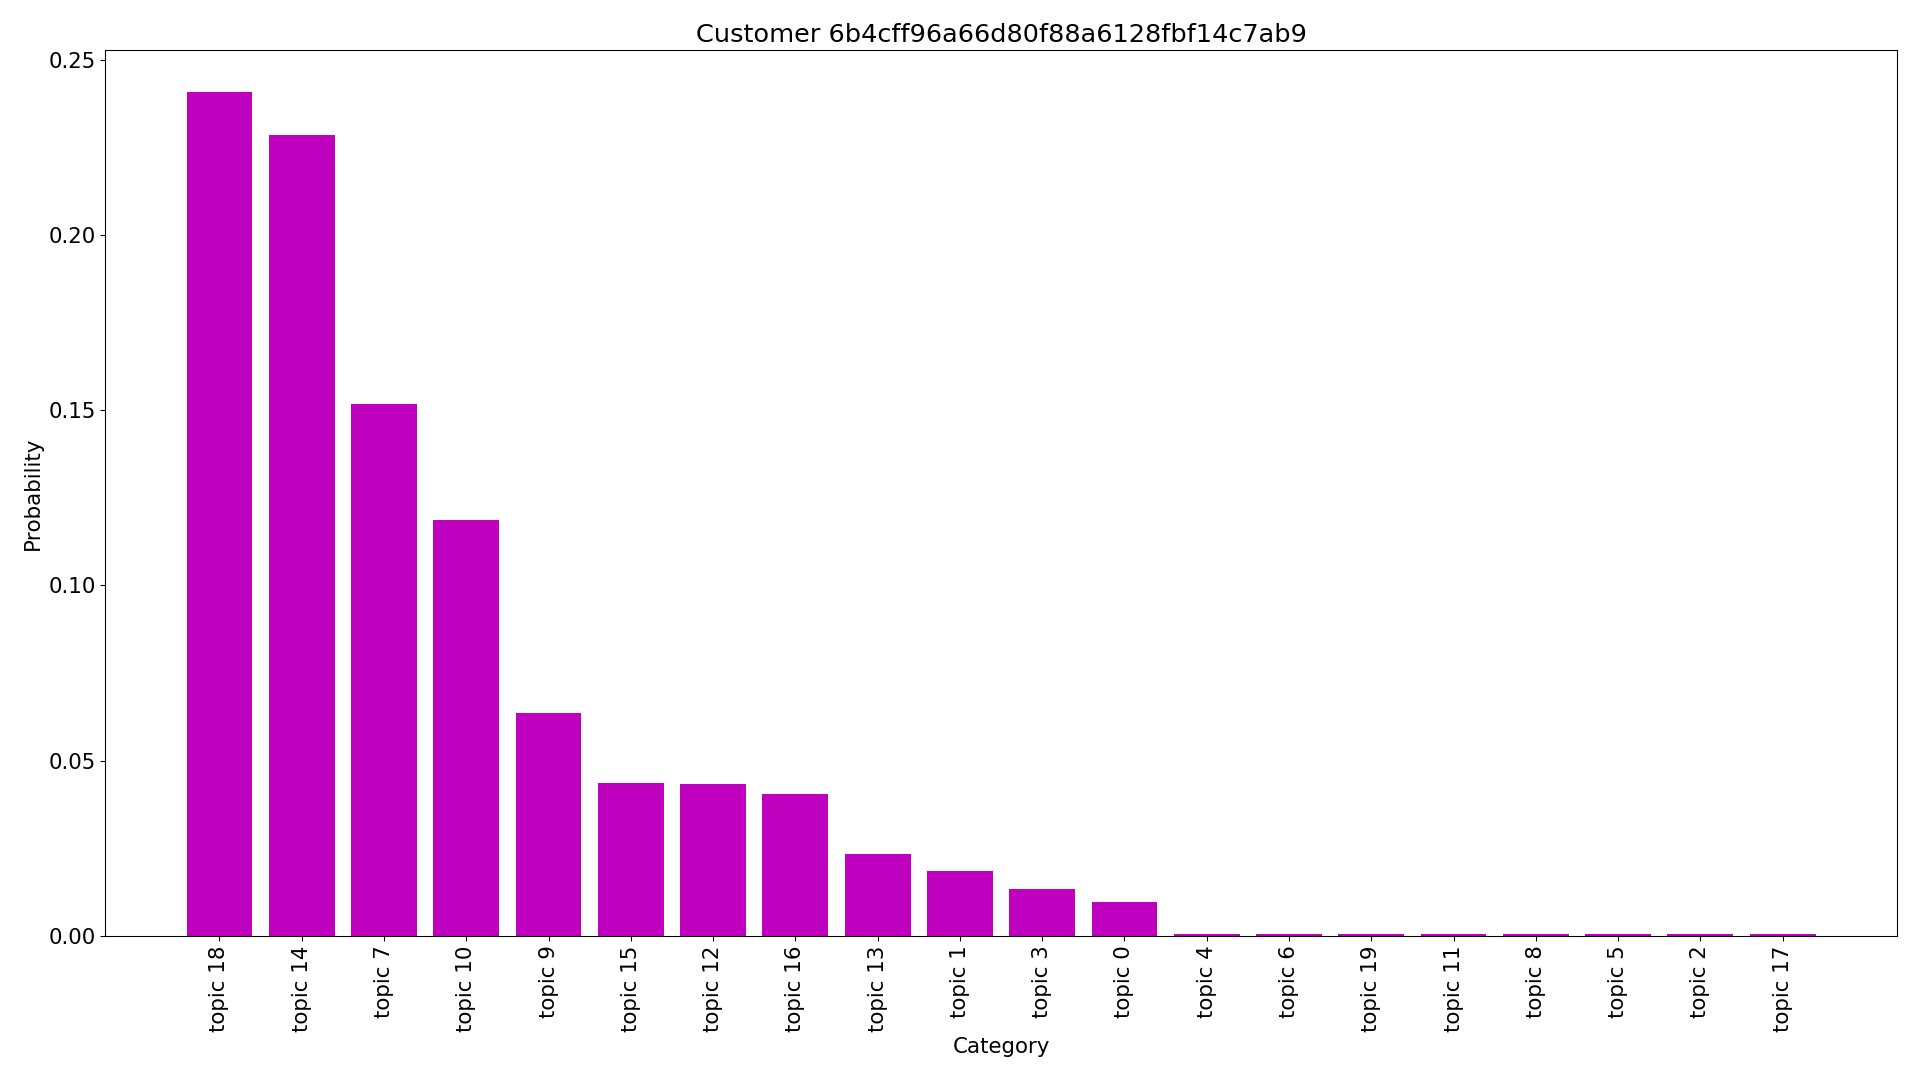 Customer 6b4cff96a66d80f88a6128fbf14c7ab9
0.25
0.20
0.15
0.10
0.05
0.00
Probability
topic 18
topic 14
topic 7
topic 10
topic 9
topic 15
topic 12
topic 16
topic 13
topic 1
topic 3
topic 0
topic 4
topic 6
topic 19
topic 11
topic 8
topic 5
topic 2
topic 17
Category